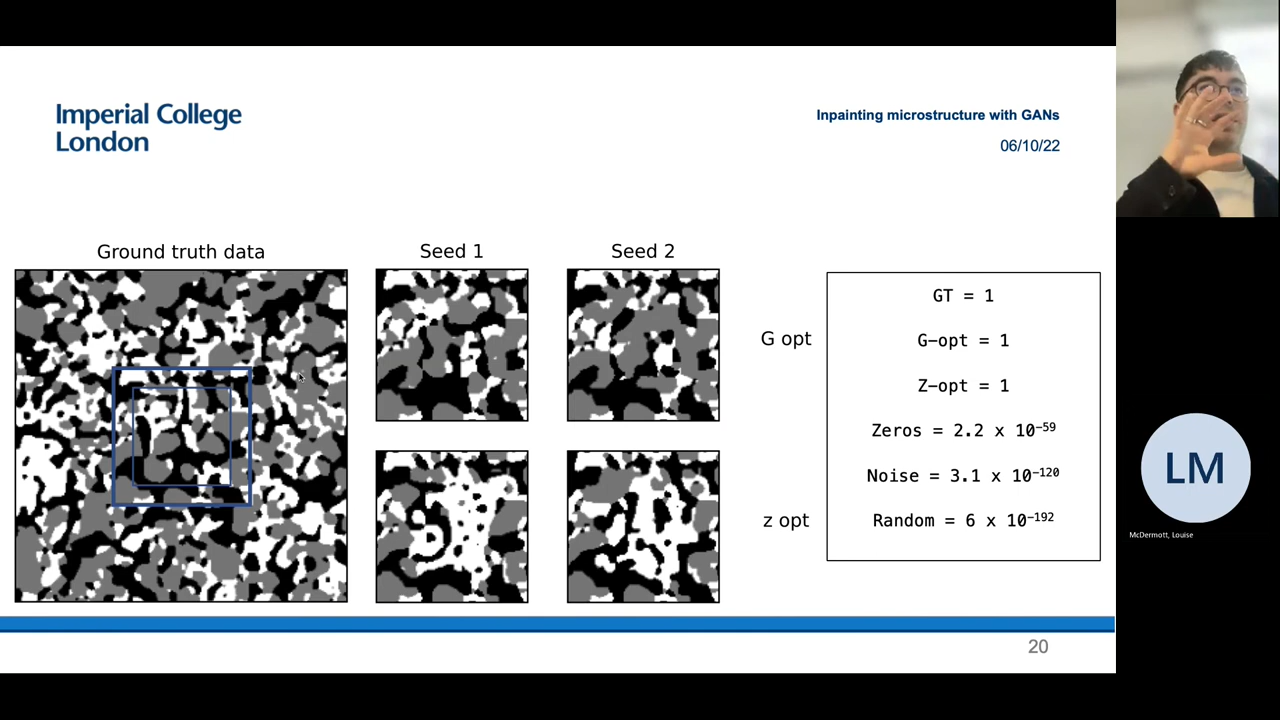 Imperial College
London
Inpainting microstructure with GANs
06/10/22
Ground truth data
Seed 1
Seed 2
G opt
z opt
GT = 1
G-opt = 1
Z-opt = 1
Zeros = 2.2 x 10⁻⁵⁹
Noise = 3.1 x 10⁻¹²⁰
Random = 6 x 10⁻¹⁹²
20
LM
McDermott, Louise